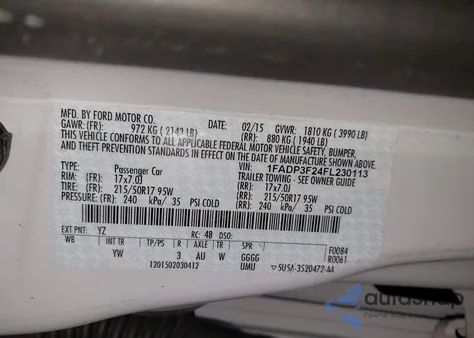 MFD. BY FORD MOTOR CO. 02/15 GVWR: 1810 KG ( 3990 LB)
GAWR: (FR): 972 KG ( 2143 LB) (RR): 880 KG ( 1940 LB)
THIS VEHICLE CONFORMS TO ALL APPLICABLE FEDERAL MOTOR VEHICLE SAFETY, BUMPER,
AND THEFT PREVENTION STANDARDS IN EFFECT ON THE DATE OF MANUFACTURE SHOWN ABOVE.
VIN: 1FADP3F24FL230113
TYPE: Passenger Car TRAILER TOWING - SEE OWNER GUIDE
RIM: (FR): 17x7.0J (RR): 17x7.0J
TIRE: (FR): 215/50R17 95W (RR): 215/50R17 95W
PRESSURE: (FR): 240 kPa/ 35 PSI COLD (RR): 240 kPa/ 35 PSI COLD
EXT PNT: YZ RC: 48 DSO: F0084
WB INT TR TP/PS R AXLE TR SPR R0061
YW 3 AU W GGGG
1201502030412 UMU 5U5A-3520472-AA
autoshop